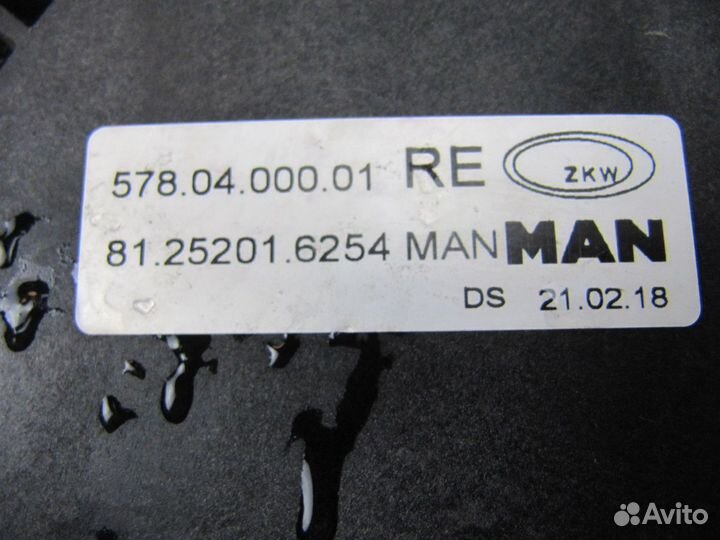 578.04.000.01 RE ZKW
81.25201.6254 MAN MAN
DS 21.02.18
Avito